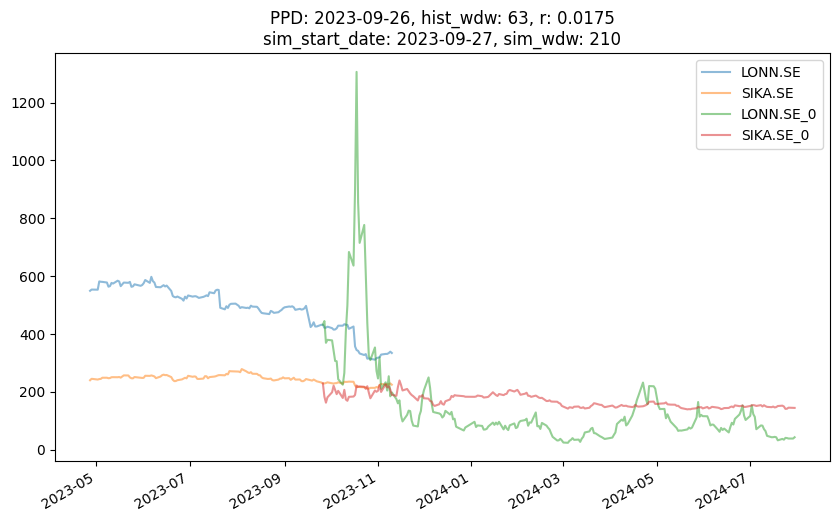 PPD: 2023-09-26, hist_wdw: 63, r: 0.0175
sim_start_date: 2023-09-27, sim_wdw: 210
LONN.SE
SIKA.SE
LONN.SE_0
SIKA.SE_0
1200
1000
800
600
400
200
0
2023-05
2023-07
2023-09
2023-11
2024-01
2024-03
2024-05
2024-07